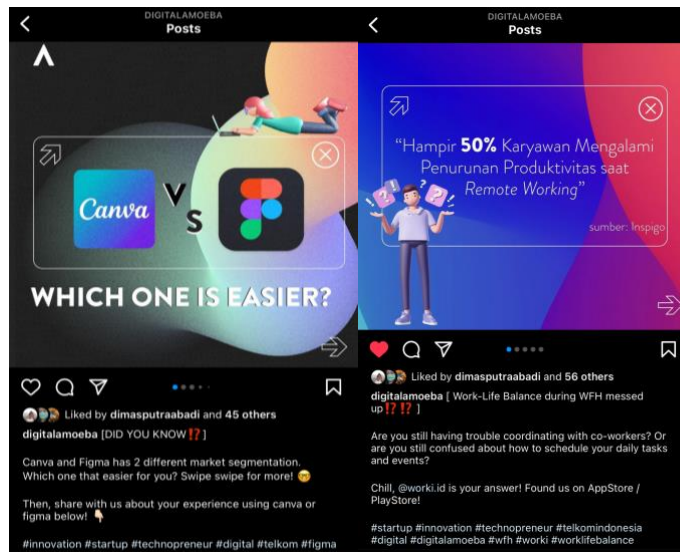 DIGITALAMOEBA
Posts
Canva
VS
WHICH ONE IS EASIER?
Liked by dimasputraabadi and 45 others
digitalamoeba [DID YOU KNOW⁉️]
Canva and Figma has 2 different market segmentation.
Which one that easier for you? Swipe swipe for more! 🤓
Then, share with us about your experience using canva or
figma below! 👇🏻
#innovation #startup #technopreneur #digital #telkom #figma
DIGITALAMOEBA
Posts
“Hampir 50% Karyawan Mengalami
Penurunan Produktivitas saat
Remote Working”
sumber: Inspigo
Liked by dimasputraabadi and 56 others
digitalamoeba [ Work-Life Balance during WFH messed
up⁉️⁉️ ]
Are you still having trouble coordinating with co-workers? Or
are you still confused about how to schedule your daily tasks
and events?
Chill, @worki.id is your answer! Found us on AppStore /
PlayStore!
#startup #innovation #technopreneur #telkomindonesia
#digital #digitalamoeba #wfh #worki #worklifebalance